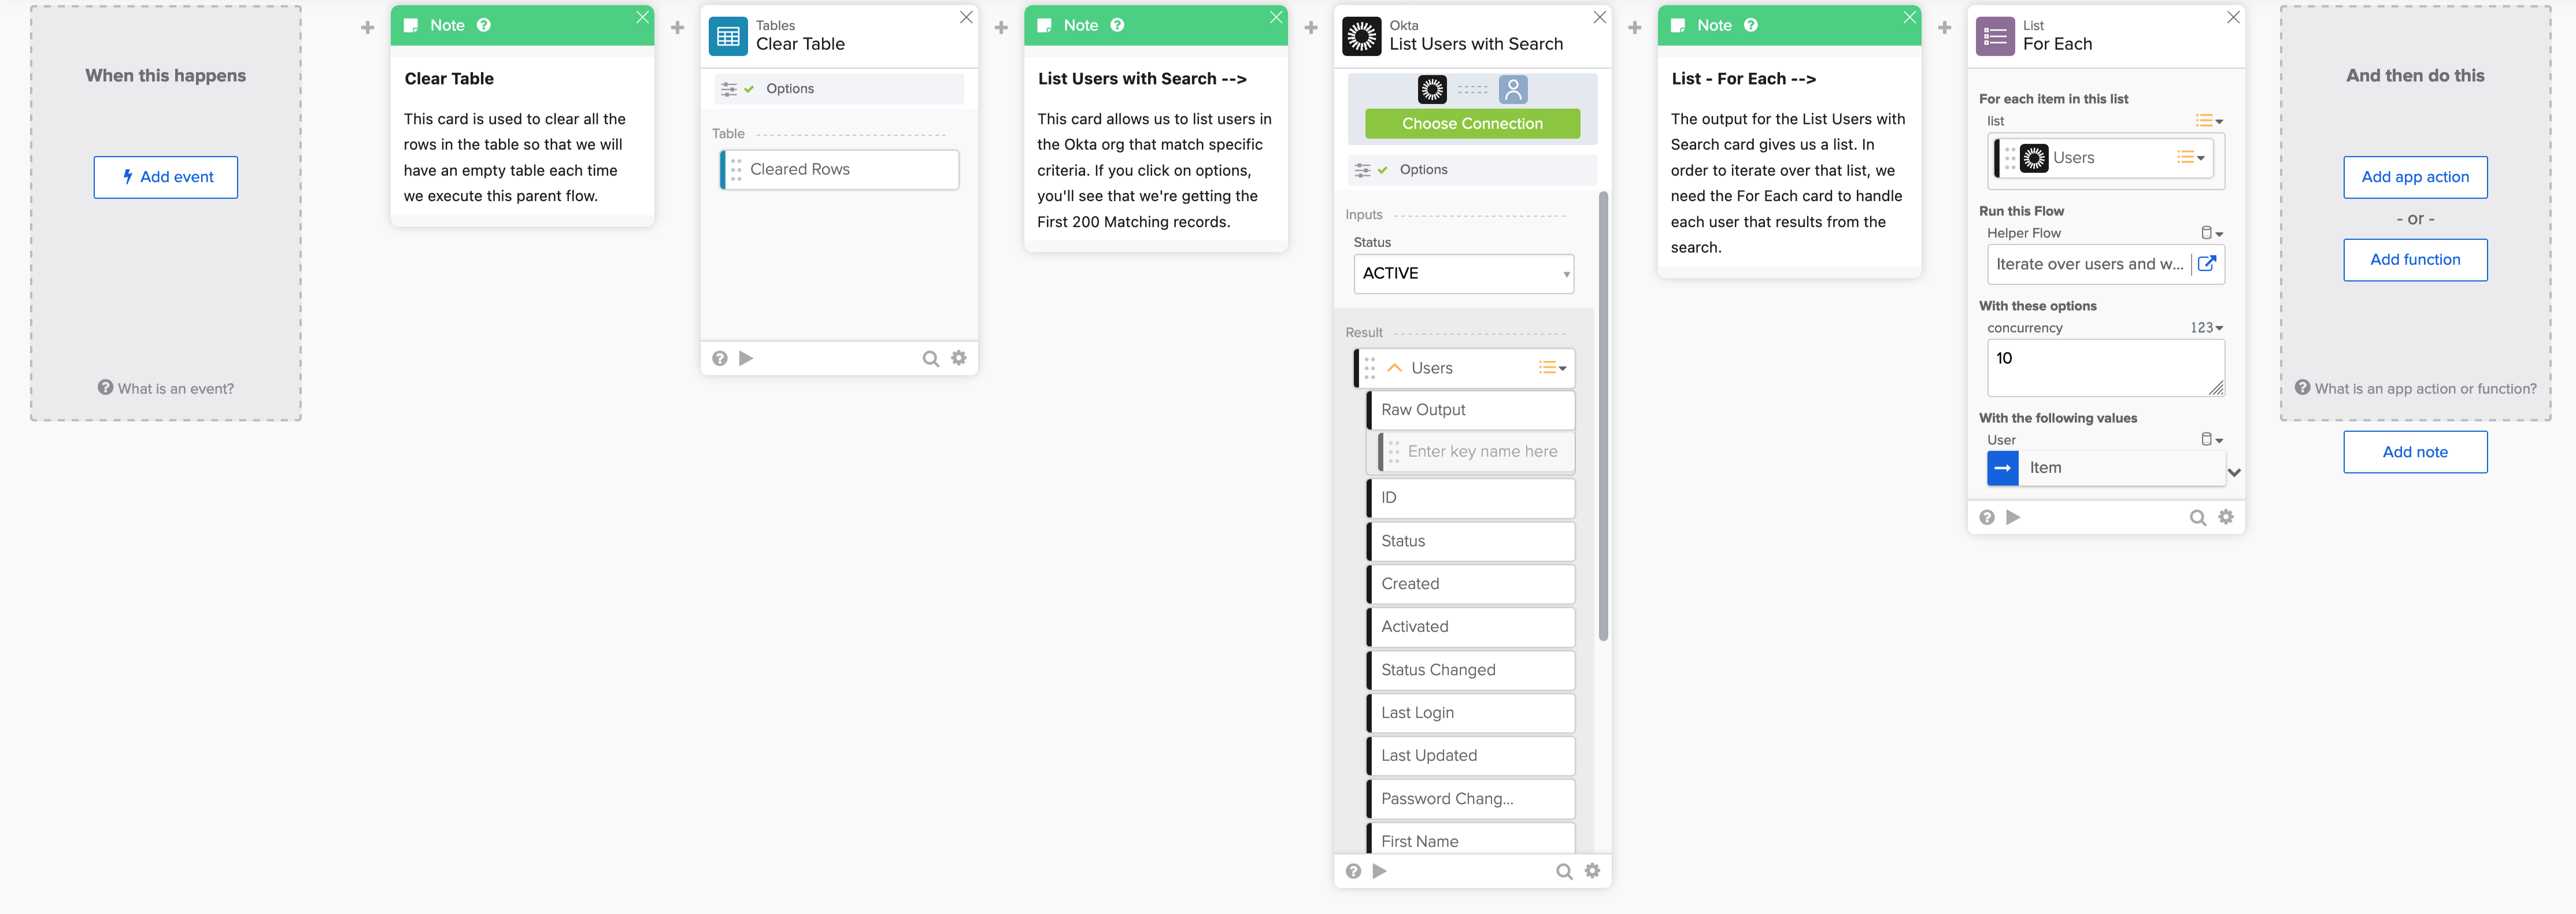 When this happens
Add event
What is an event?
Note
Clear Table
This card is used to clear all the
rows in the table so that we will
have an empty table each time
we execute this parent flow.
Tables
Clear Table
Options
Table
Cleared Rows
Note
List Users with Search -->
This card allows us to list users in
the Okta org that match specific
criteria. If you click on options,
you'll see that we're getting the
First 200 Matching records.
Okta
List Users with Search
Choose Connection
Options
Inputs
Status
ACTIVE
Result
Users
Raw Output
Enter key name here
ID
Status
Created
Activated
Status Changed
Last Login
Last Updated
Password Chang...
First Name
Note
List - For Each -->
The output for the List Users with
Search card gives us a list. In
order to iterate over that list, we
need the For Each card to handle
each user that results from the
search.
List
For Each
For each item in this list
list
Users
Run this Flow
Helper Flow
Iterate over users and w...
With these options
concurrency 123
10
With the following values
User
Item
And then do this
Add app action
- or -
Add function
What is an app action or function?
Add note